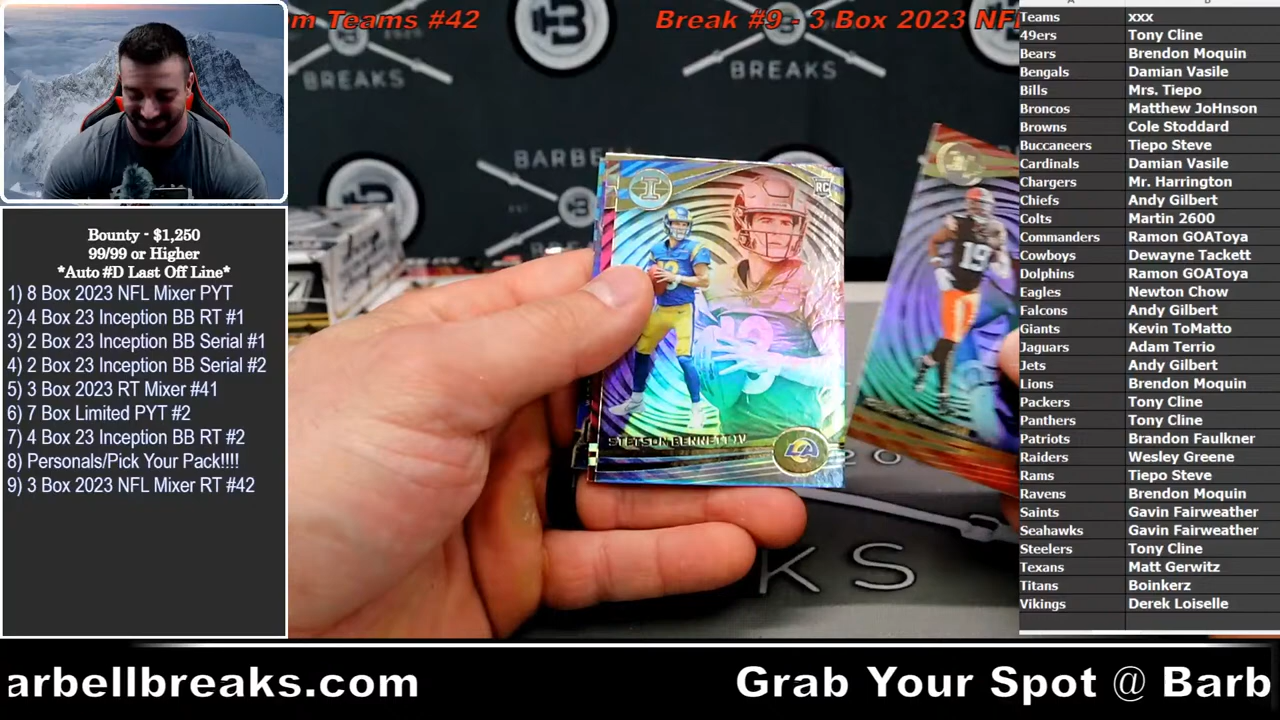 m Teams #42
Break #9 - 3 Box 2023 NF
BREAKS
BREAKS
BARBELL
Bounty - $1,250
99/99 or Higher
*Auto #D Last Off Line*
1) 8 Box 2023 NFL Mixer PYT
2) 4 Box 23 Inception BB RT #1
3) 2 Box 23 Inception BB Serial #1
4) 2 Box 23 Inception BB Serial #2
5) 3 Box 2023 RT Mixer #41
6) 7 Box Limited PYT #2
7) 4 Box 23 Inception BB RT #2
8) Personals/Pick Your Pack!!!!
9) 3 Box 2023 NFL Mixer RT #42
I
RC
STETSON BENNETT IV
LA
19
KS
Teams xxx
49ers Tony Cline
Bears Brendon Moquin
Bengals Damian Vasile
Bills Mrs. Tiepo
Broncos Matthew JoHnson
Browns Cole Stoddard
Buccaneers Tiepo Steve
Cardinals Damian Vasile
Chargers Mr. Harrington
Chiefs Andy Gilbert
Colts Martin 2600
Commanders Ramon GOAToya
Cowboys Dewayne Tackett
Dolphins Ramon GOAToya
Eagles Newton Chow
Falcons Andy Gilbert
Giants Kevin ToMatto
Jaguars Adam Terrio
Jets Andy Gilbert
Lions Brendon Moquin
Packers Tony Cline
Panthers Tony Cline
Patriots Brandon Faulkner
Raiders Wesley Greene
Rams Tiepo Steve
Ravens Brendon Moquin
Saints Gavin Fairweather
Seahawks Gavin Fairweather
Steelers Tony Cline
Texans Matt Gerwitz
Titans Boinkerz
Vikings Derek Loiselle
arbellbreaks.com
Grab Your Spot @ Barb